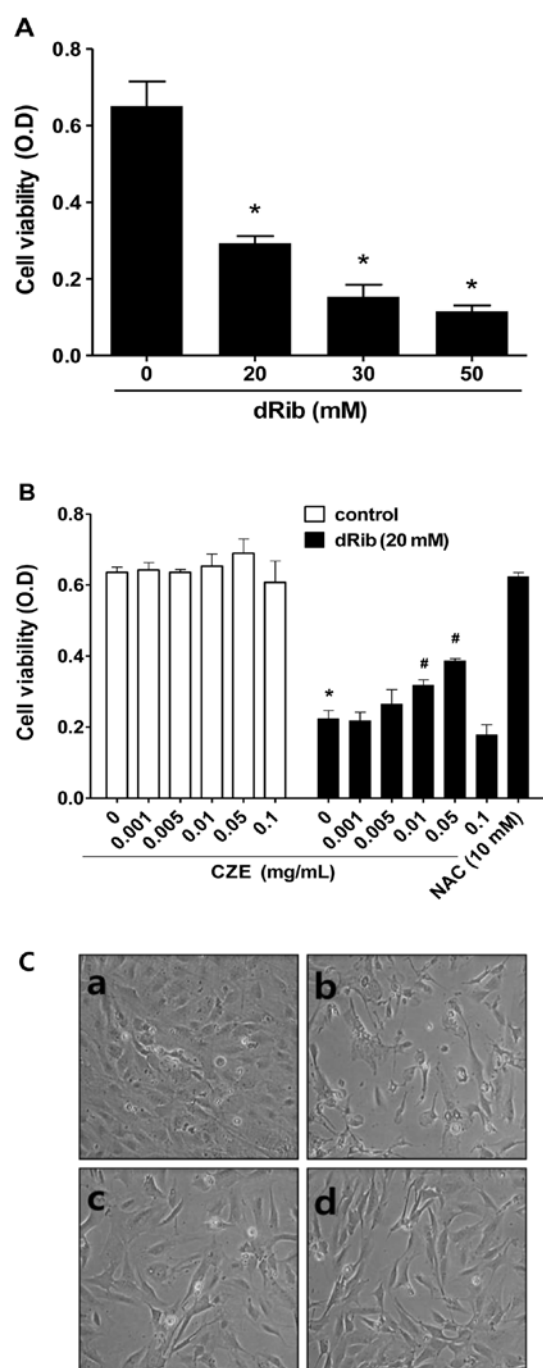 A
Cell viability (O.D)
0.8
0.6
0.4
0.2
0.0
*
*
*
0 20 30 50
dRib (mM)
B
Cell viability (O.D)
0.8
0.6
0.4
0.2
0.0
control
dRib (20 mM)
*
#
#
0 0.001 0.005 0.01 0.05 0.1 0 0.001 0.005 0.01 0.05 0.1 NAC (10 mM)
CZE (mg/mL)
C
a
b
c
d